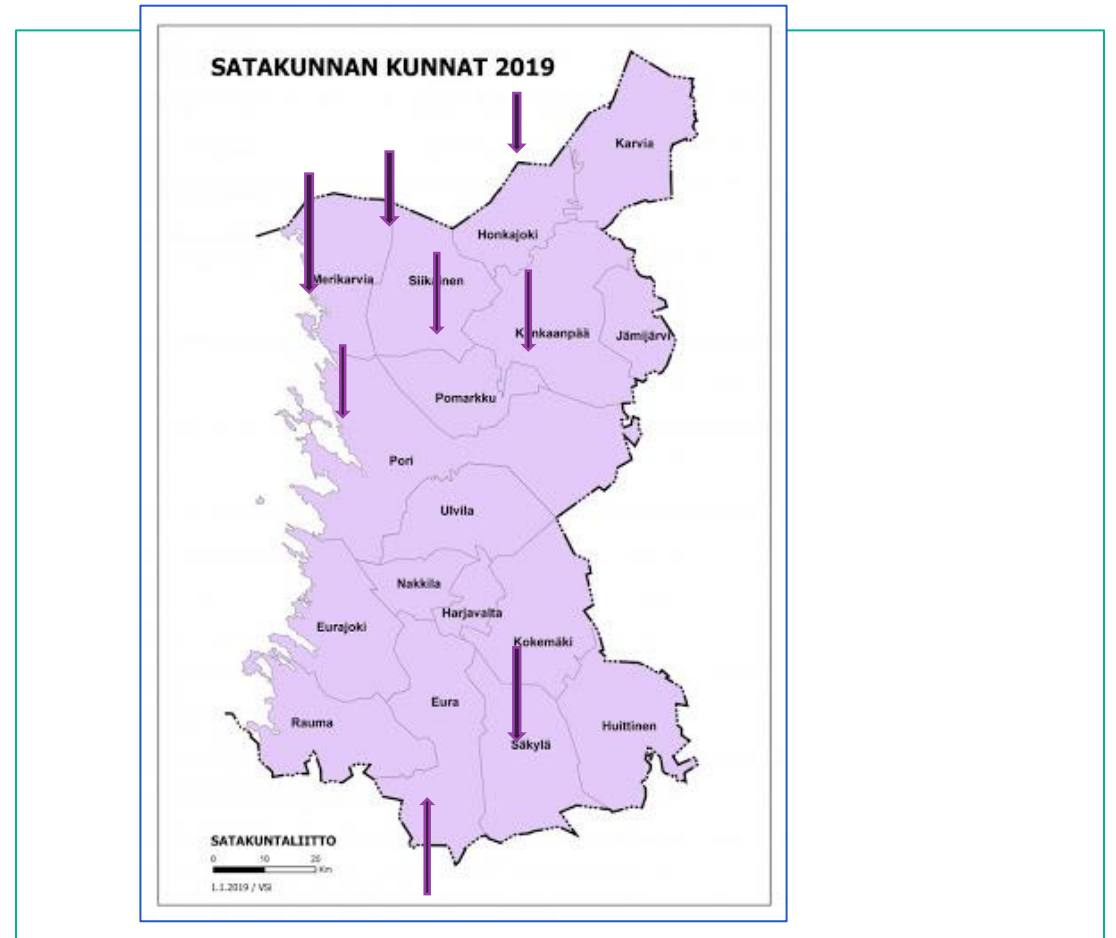 SATAKUNNAN KUNNAT 2019
Karvia
Honkajoki
Merikarvia
Siikainen
Kankaanpää
Jämijärvi
Pomarkku
Pori
Ulvila
Nakkila
Harjavalta
Eurajoki
Kokemäki
Eura
Rauma
Huittinen
Säkylä
SATAKUNTALIITTO
0 10 20
Km
1.1.2019 / VSI